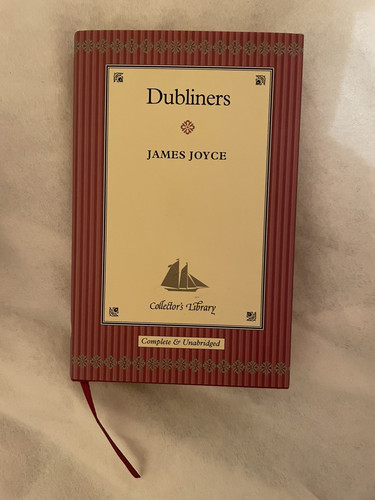 Dubliners
JAMES JOYCE
Collector's Library
Complete & Unabridged